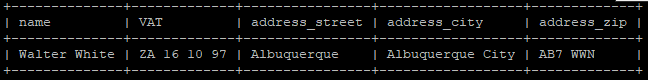 +--------------+-------------+----------------+------------------+-------------+
| name         | VAT         | address_street | address_city     | address_zip |
+--------------+-------------+----------------+------------------+-------------+
| Walter White | ZA 16 10 97 | Albuquerque    | Albuquerque City | AB7 WWN     |
+--------------+-------------+----------------+------------------+-------------+